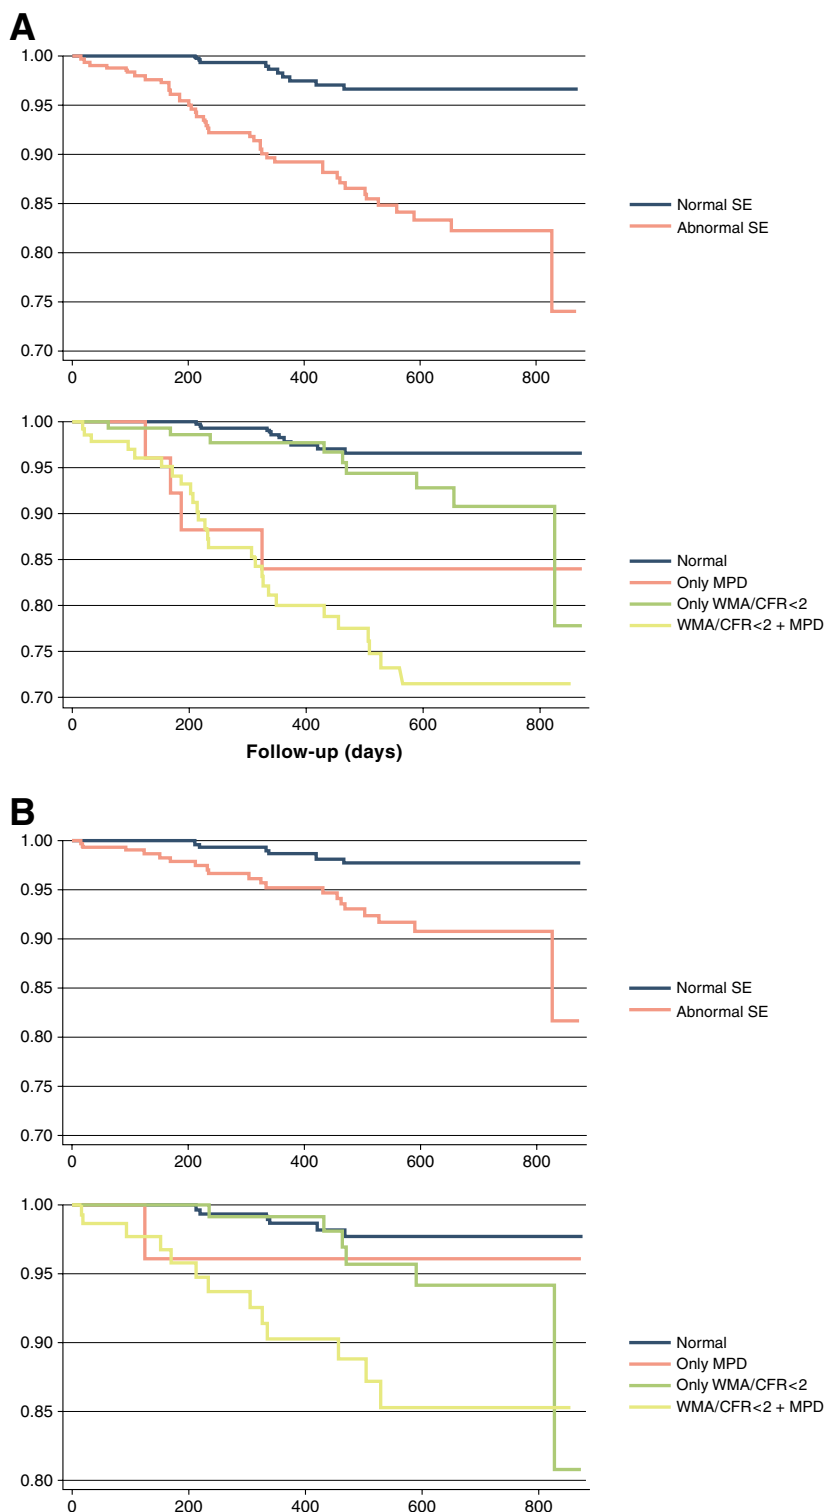 A
1.00
0.95
0.90
0.85
0.80
0.75
0.70
0 200 400 600 800
Normal SE
Abnormal SE
1.00
0.95
0.90
0.85
0.80
0.75
0.70
0 200 400 600 800
Follow-up (days)
Normal
Only MPD
Only WMA/CFR<2
WMA/CFR<2 + MPD
B
1.00
0.95
0.90
0.85
0.80
0.75
0.70
0 200 400 600 800
Normal SE
Abnormal SE
1.00
0.95
0.90
0.85
0.80
0 200 400 600 800
Normal
Only MPD
Only WMA/CFR<2
WMA/CFR<2 + MPD